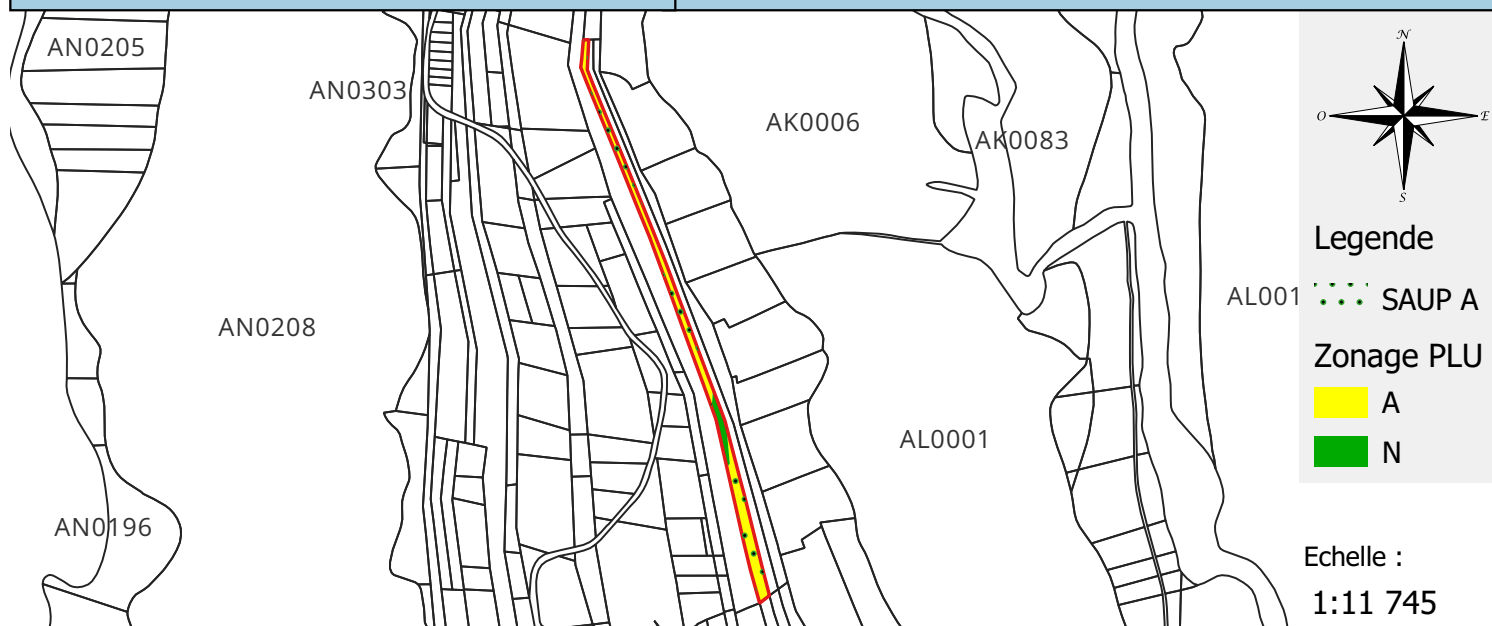 AN0205
AN0303
AK0006
AK0083
AN0208
AL001
AL0001
AN0196
N
O
E
S
Legende
SAUP A
Zonage PLU
A
N
Echelle :
1:11 745